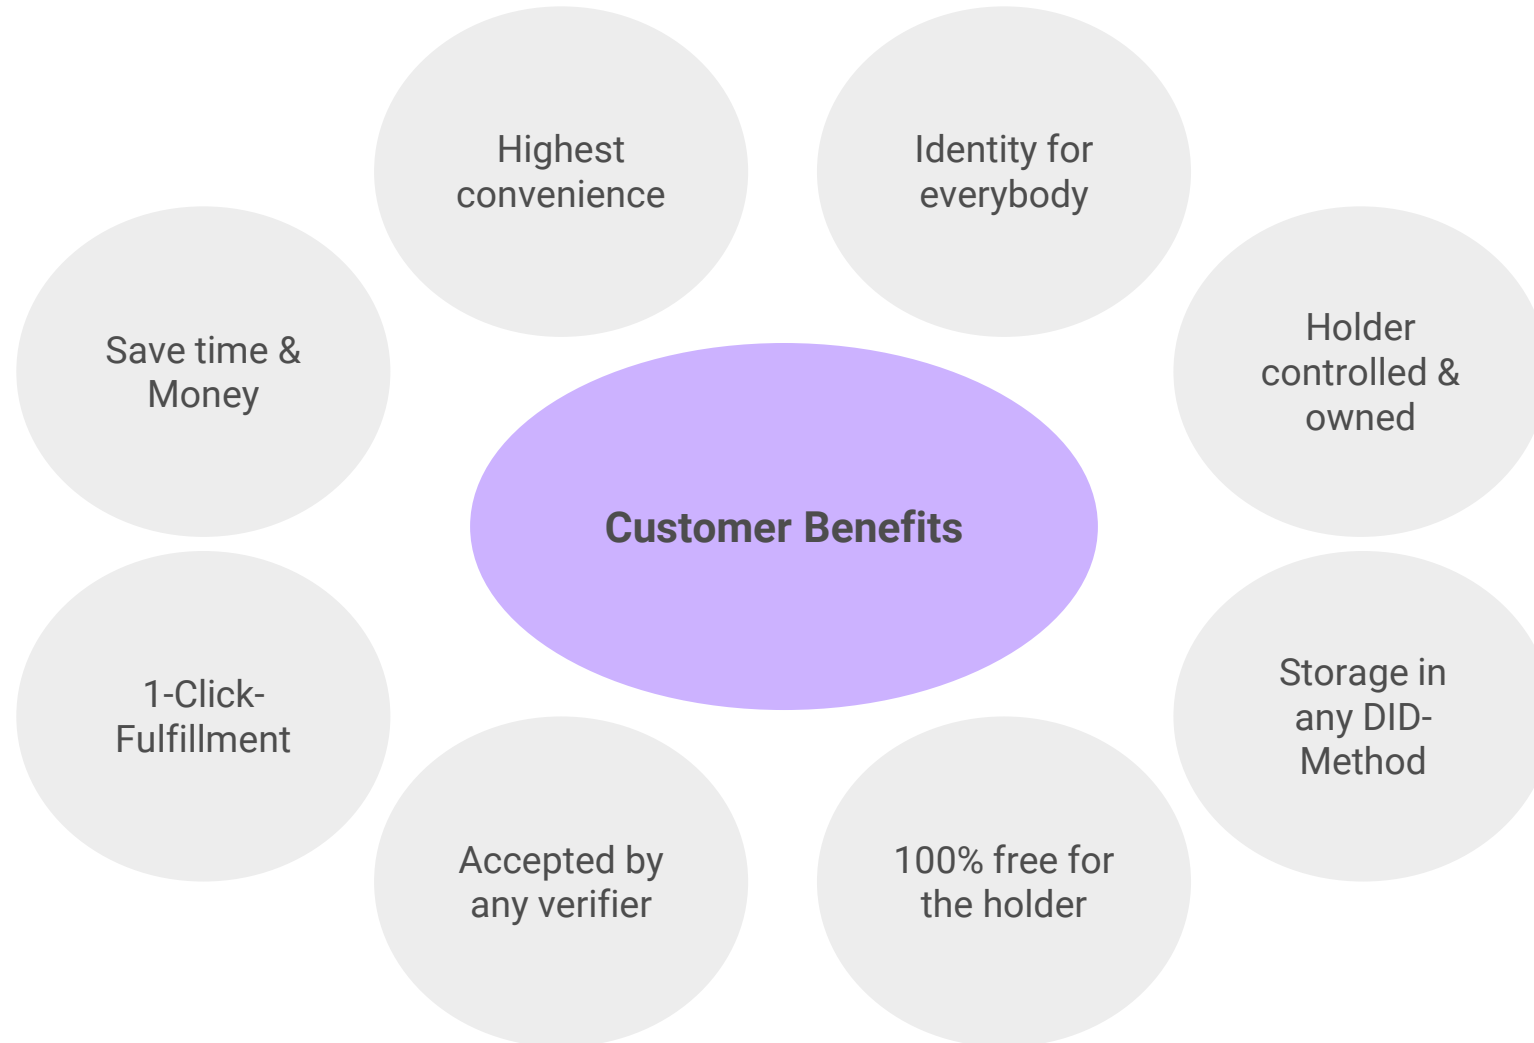 Highest
convenience
Identity for
everybody
Save time &
Money
Holder
controlled &
owned
Customer Benefits
1-Click-
Fulfillment
Storage in
any DID-
Method
Accepted by
any verifier
100% free for
the holder